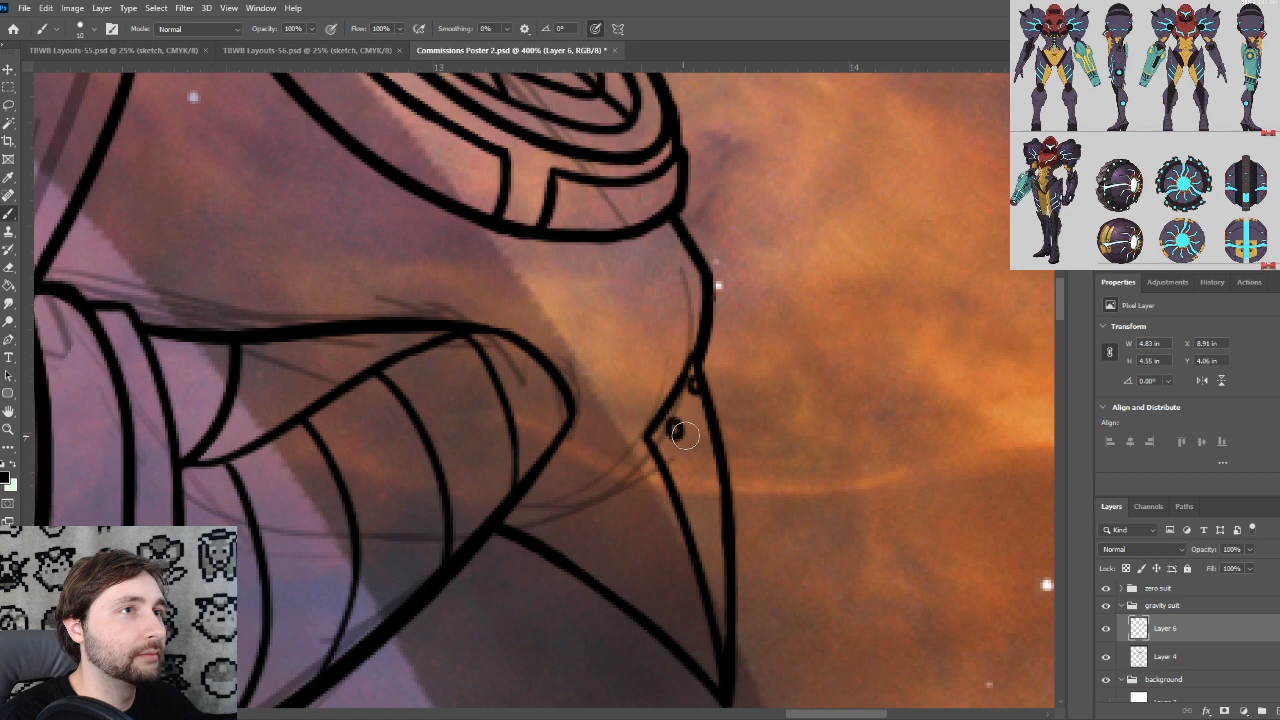 File Edit Image Layer Type Select Filter 3D View Window Help
10 Mode: Normal Opacity: 100% Flow: 100% Smoothing: 0% 0°
TBWB Layouts-55.psd @ 25% (sketch, CMYK/8) × TBWB Layouts-56.psd @ 25% (sketch, CMYK/8) × Commissions Poster 2.psd @ 400% (Layer 6, RGB/8) * ×
13 14
7
Properties Adjustments History Actions
Pixel Layer
Transform
W 4.83 in X 8.91 in
H 4.55 in Y 4.06 in
0.00°
Align and Distribute
Align:
...
Layers Channels Paths
Kind
Normal Opacity: 100%
Lock: Fill: 100%
zero suit
gravity suit
Layer 6
Layer 4
background